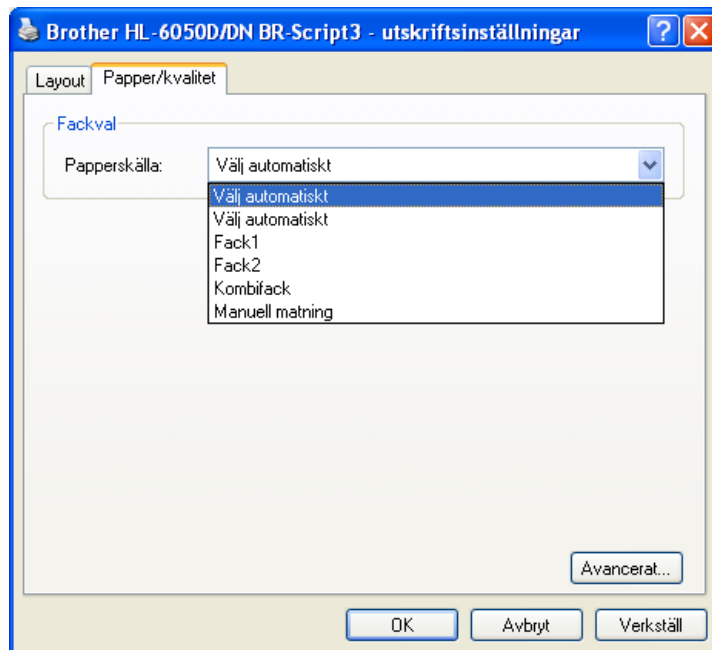 Brother HL-6050D/DN BR-Script3 - utskriftsinställningar
Layout Papper/kvalitet
Fackval
Papperskälla: Välj automatiskt
Välj automatiskt
Välj automatiskt
Fack1
Fack2
Kombifack
Manuell matning
Avancerat...
OK Avbryt Verkställ